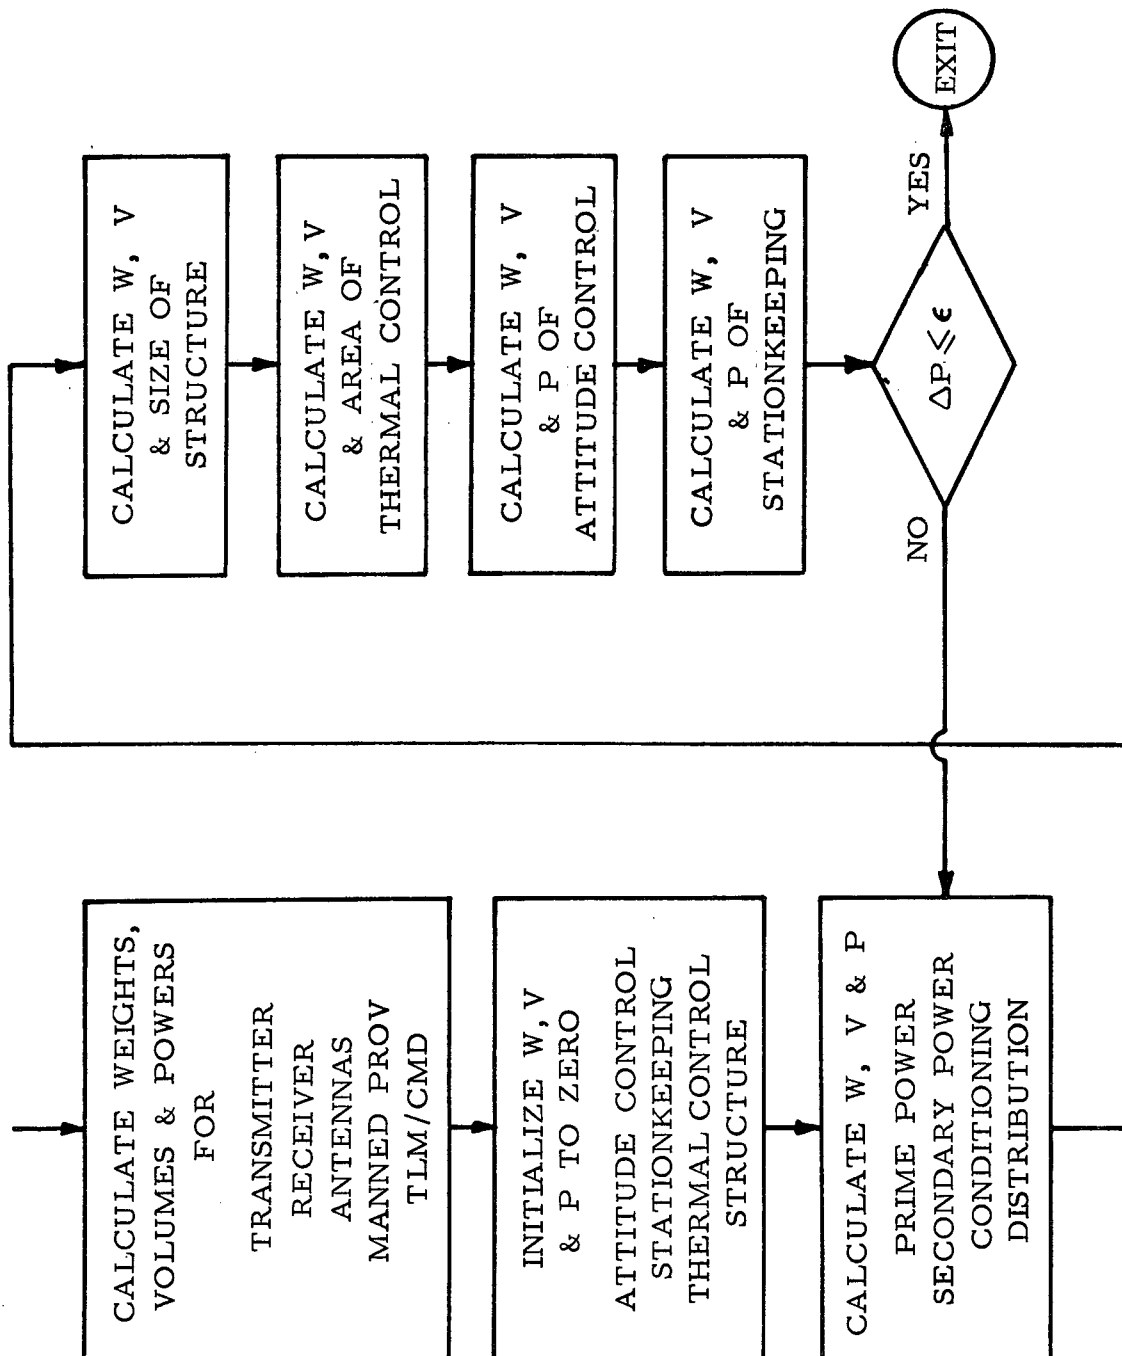 CALCULATE WEIGHTS,
VOLUMES & POWERS
FOR
TRANSMITTER
RECEIVER
ANTENNAS
MANNED PROV
TLM/CMD
INITIALIZE W, V
& P TO ZERO
ATTITUDE CONTROL
STATIONKEEPING
THERMAL CONTROL
STRUCTURE
CALCULATE W, V & P
PRIME POWER
SECONDARY POWER
CONDITIONING
DISTRIBUTION
CALCULATE W, V
& SIZE OF
STRUCTURE
CALCULATE W, V
& AREA OF
THERMAL CONTROL
CALCULATE W, V
& P OF
ATTITUDE CONTROL
CALCULATE W, V
& P OF
STATIONKEEPING
NO
ΔP ⩽ ϵ
YES
EXIT